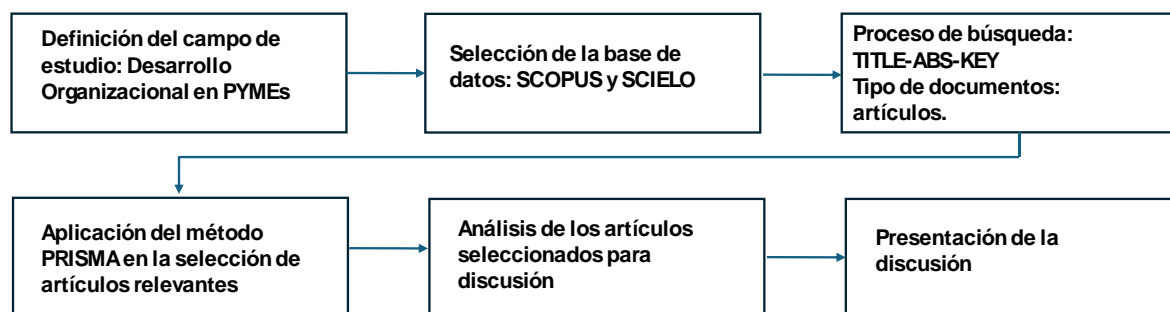 Definición del campo de
estudio: Desarrollo
Organizacional en PYMEs
Selección de la base de
datos: SCOPUS y SCIELO
Proceso de búsqueda:
TITLE-ABS-KEY
Tipo de documentos:
artículos.
Aplicación del método
PRISMA en la selección de
artículos relevantes
Análisis de los artículos
seleccionados para
discusión
Presentación de la
discusión